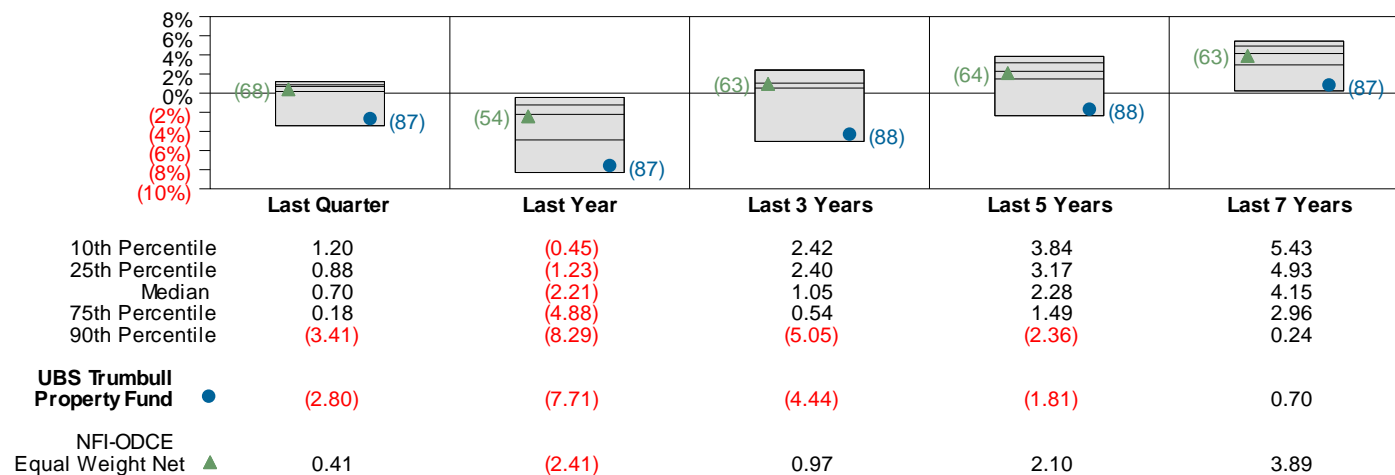 8%
6%
4%
2%
0%
(2%)
(4%)
(6%)
(8%)
(10%)
(68) (87) (54) (87) (63) (88) (64) (88) (63) (87)
Last Quarter Last Year Last 3 Years Last 5 Years Last 7 Years
10th Percentile 1.20 (0.45) 2.42 3.84 5.43
25th Percentile 0.88 (1.23) 2.40 3.17 4.93
Median 0.70 (2.21) 1.05 2.28 4.15
75th Percentile 0.18 (4.88) 0.54 1.49 2.96
90th Percentile (3.41) (8.29) (5.05) (2.36) 0.24
UBS Trumbull
Property Fund (2.80) (7.71) (4.44) (1.81) 0.70
NFI-ODCE
Equal Weight Net 0.41 (2.41) 0.97 2.10 3.89